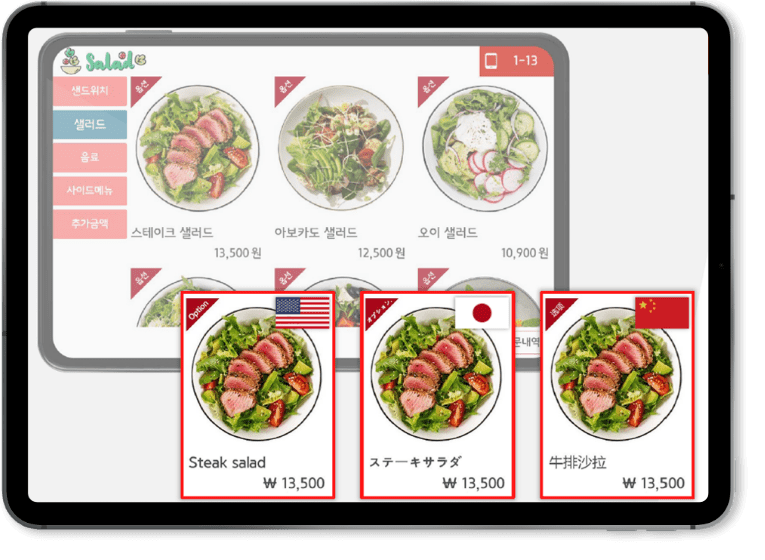 Salad
1-13
샌드위치
샐러드
음료
사이드메뉴
추가금액
옵션
옵션
옵션
스테이크 샐러드
13,500 원
아보카도 샐러드
12,500 원
오이 샐러드
10,900 원
옵션
옵션
옵션
문내역
Option
Steak salad
₩ 13,500
オプション
ステーキサラダ
₩ 13,500
选项
牛排沙拉
₩ 13,500